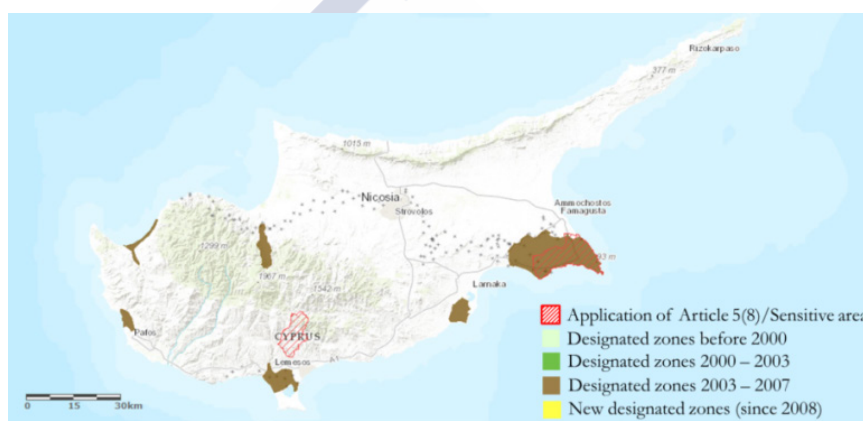 Rizokarpaso
377 m
1015 m
Nicosia
Strovolos
Ammochostos
Famagusta
93 m
1299 m
1967 m
1542 m
Larnaka
Pafos
CYPRUS
Lemesos
Application of Article 5(8)/Sensitive area
Designated zones before 2000
Designated zones 2000 – 2003
Designated zones 2003 – 2007
New designated zones (since 2008)
0 15 30km